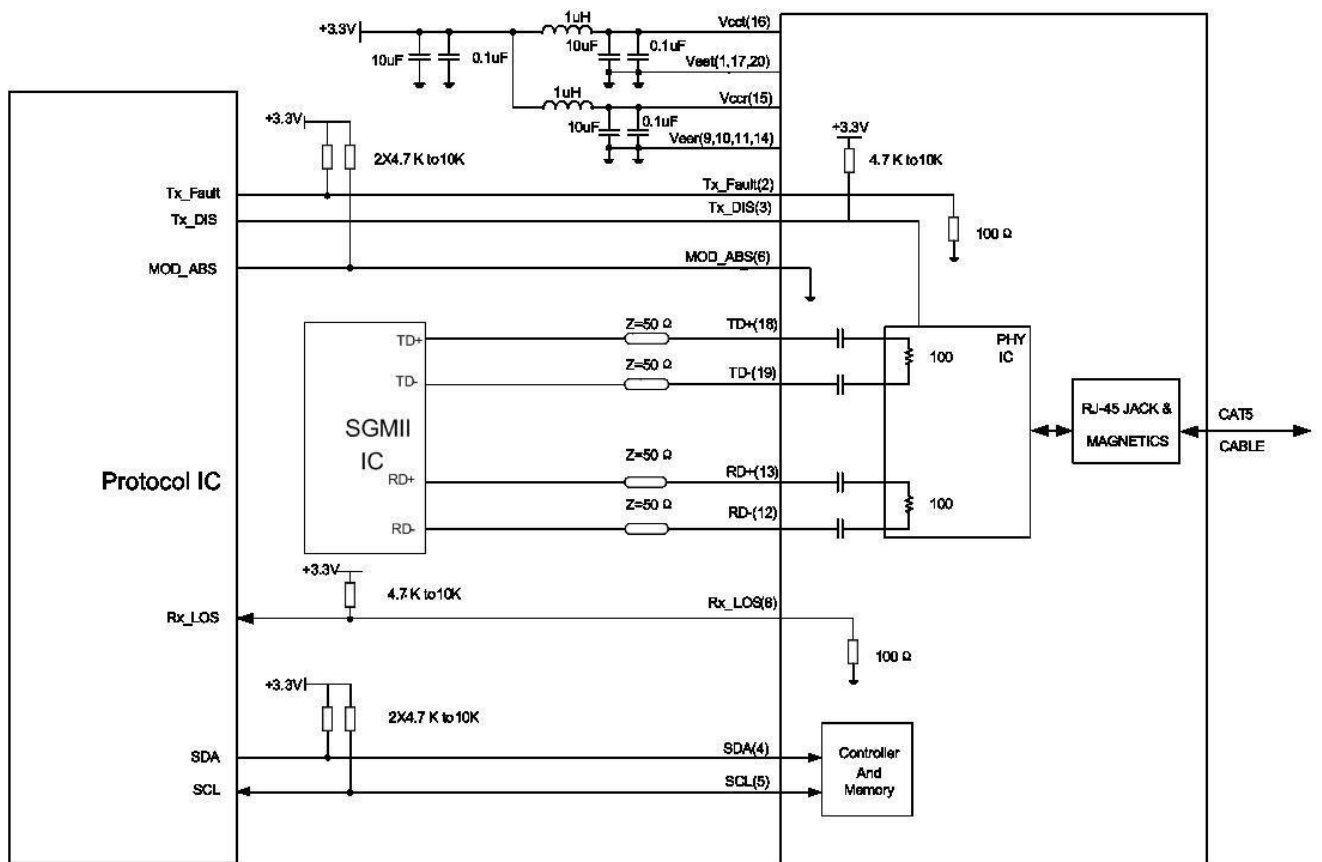 +3.3V
1uH
Vcct(16)
10uF
0.1uF
10uF
0.1uF
Veet(1,17,20)
1uH
Vccr(15)
10uF
0.1uF
Veer(9,10,11,14)
+3.3V
2X4.7 K to10K
+3.3V
4.7 K to10K
Tx_Fault
Tx_Fault(2)
Tx_DIS
Tx_DIS(3)
100 Ω
MOD_ABS
MOD_ABS(6)
TD+
Z=50 Ω
TD+(18)
PHY
IC
100
TD-
Z=50 Ω
TD-(19)
SGMII
IC
RJ-45 JACK &
MAGNETICS
CAT5
CABLE
Protocol IC
RD+
Z=50 Ω
RD+(13)
100
RD-
Z=50 Ω
RD-(12)
+3.3V
4.7 K to10K
Rx_LOS
Rx_LOS(8)
100 Ω
+3.3V
2X4.7 K to10K
SDA
SDA(4)
SCL
SCL(5)
Controller
And
Memory